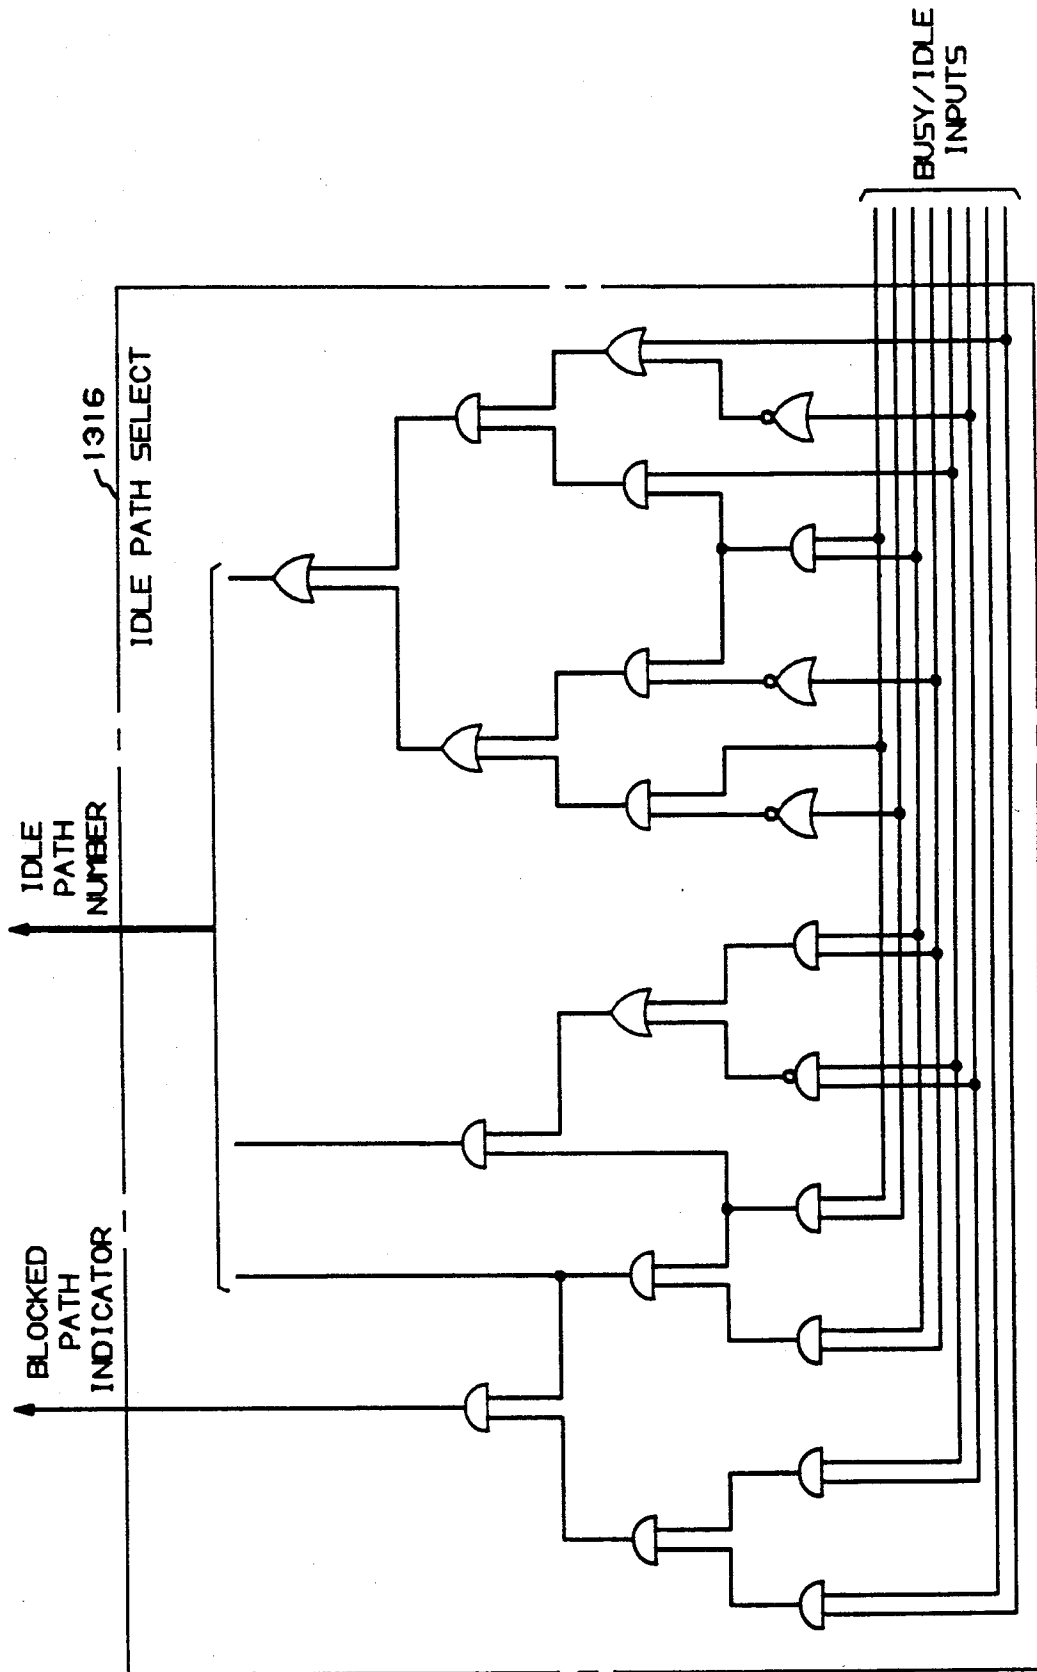 1316
IDLE PATH SELECT
IDLE
PATH
NUMBER
BLOCKED
PATH
INDICATOR
BUSY/IDLE
INPUTS